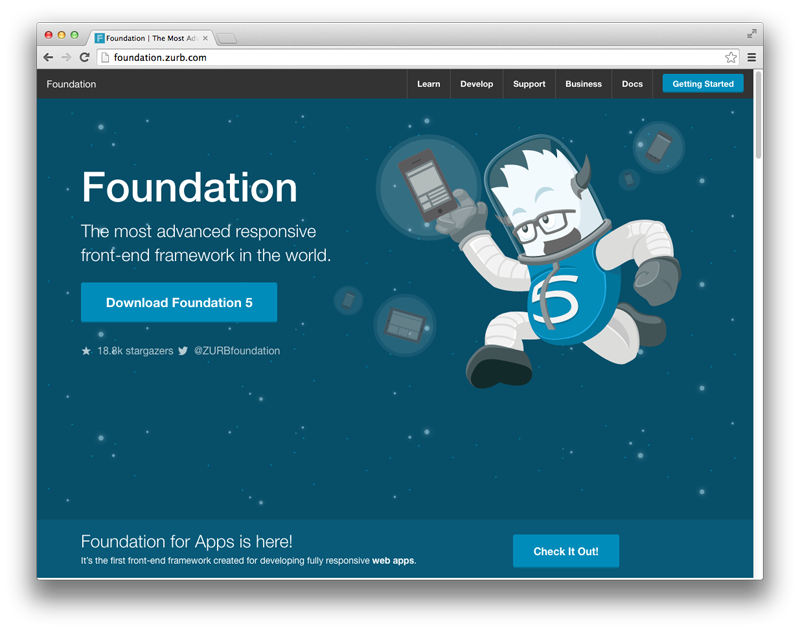 Foundation | The Most Ad
foundation.zurb.com
Foundation
Learn
Develop
Support
Business
Docs
Getting Started
Foundation
The most advanced responsive
front-end framework in the world.
Download Foundation 5
18.8k stargazers @ZURBfoundation
5
Foundation for Apps is here!
It's the first front-end framework created for developing fully responsive web apps.
Check It Out!